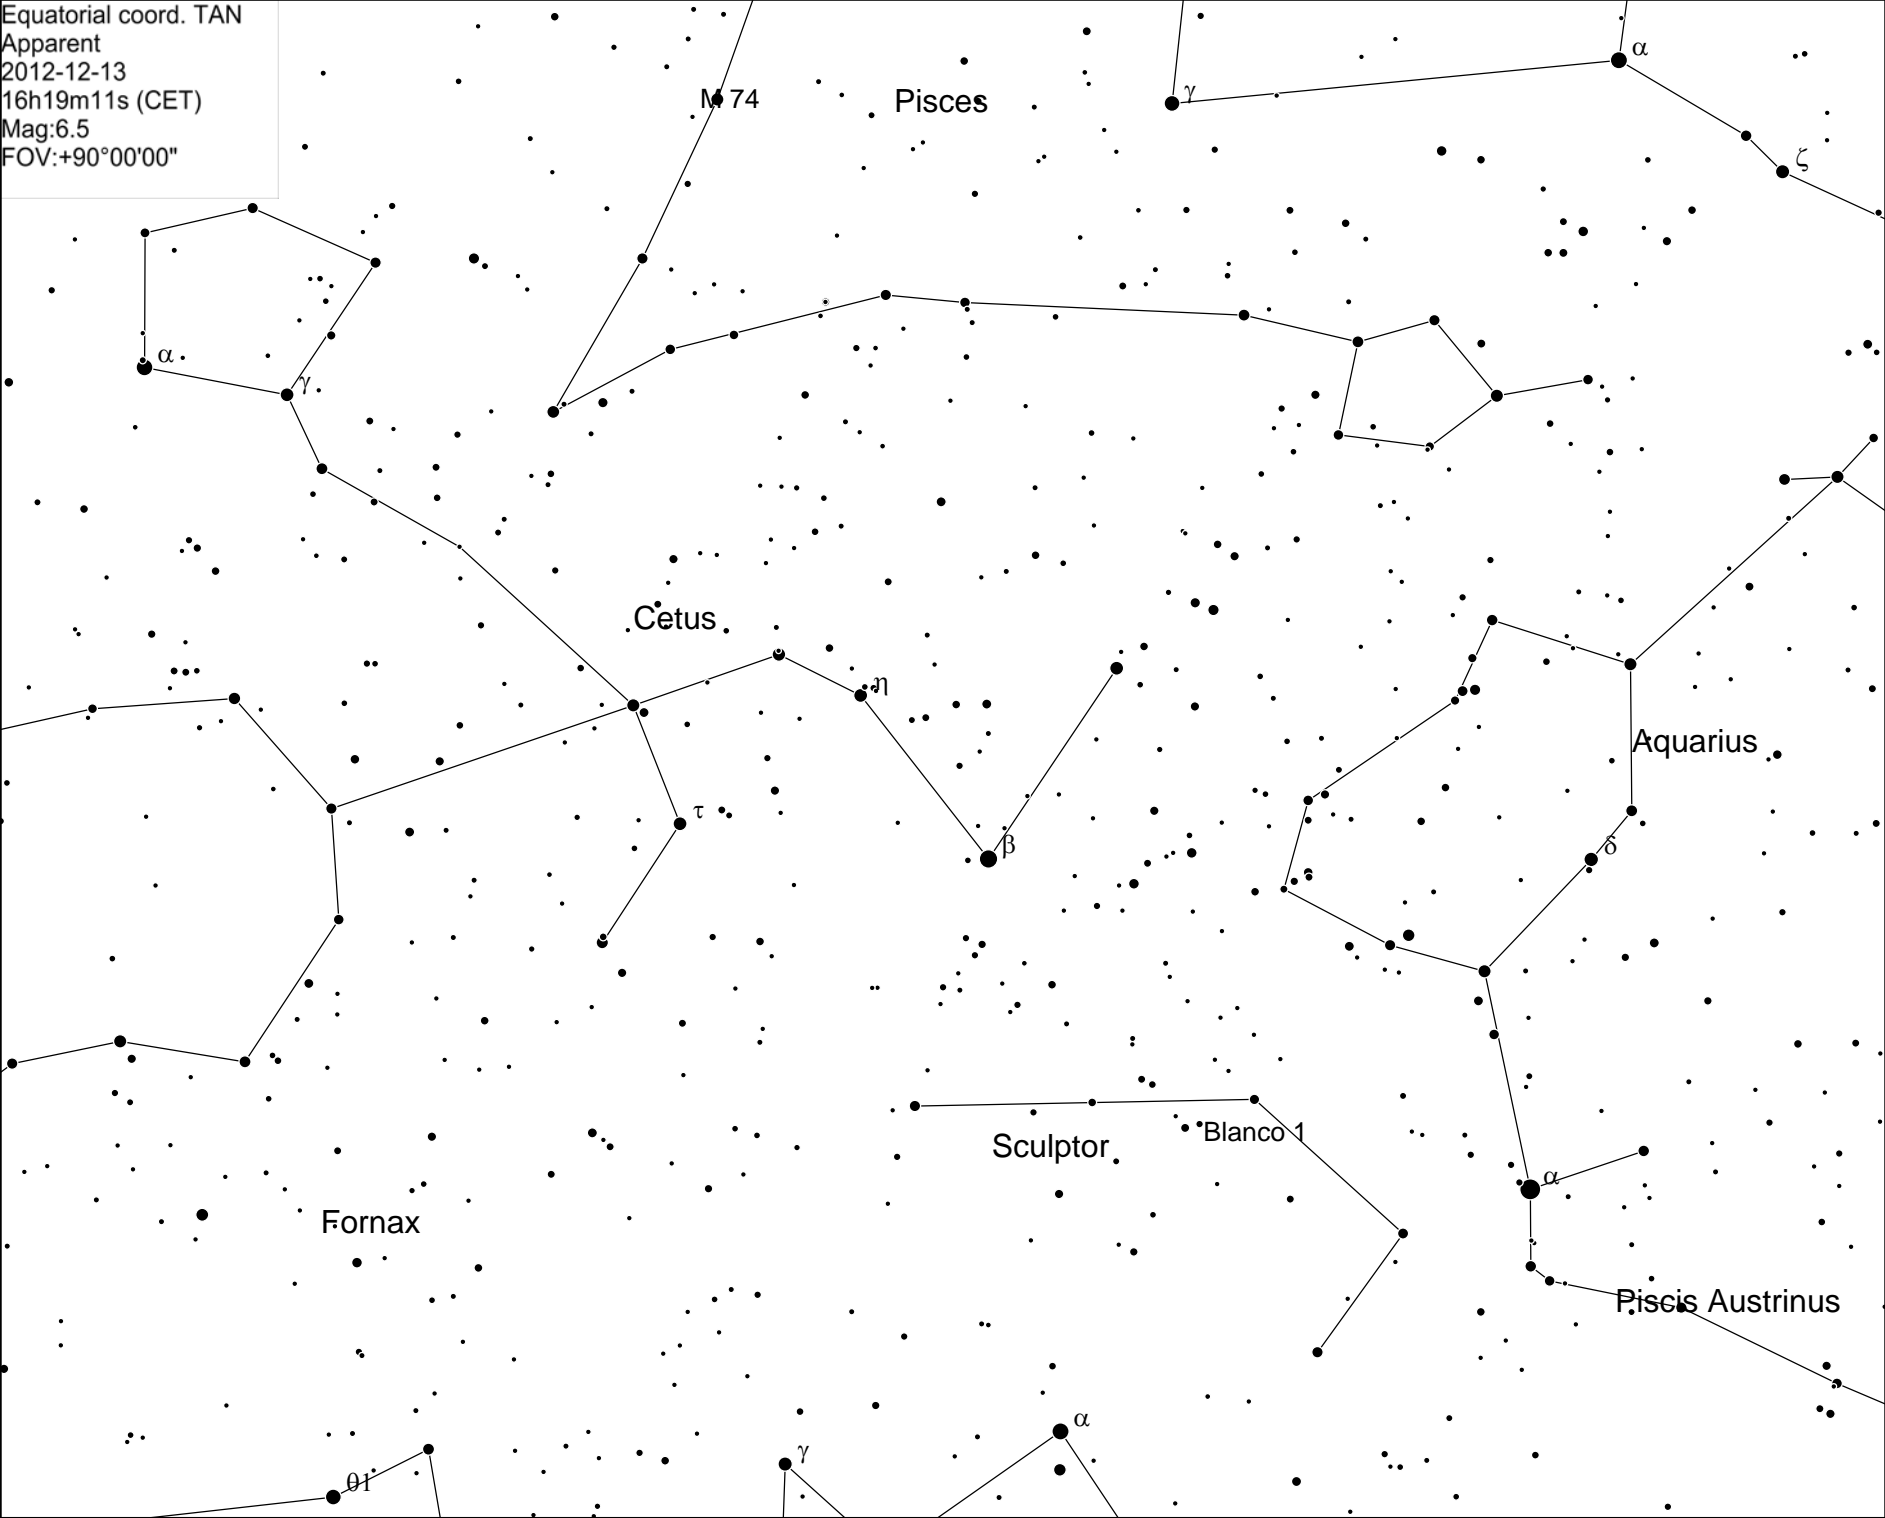 Equatorial coord. TAN
Apparent
2012-12-13
16h19m11s (CET)
Mag:6.5
FOV:+90°00'00"
α
M 74
Pisces
γ
ζ
α
γ
Cetus
η
Aquarius
τ
β
δ
Sculptor
Blanco 1
α
Fornax
Piscis Austrinus
α
γ
θ1